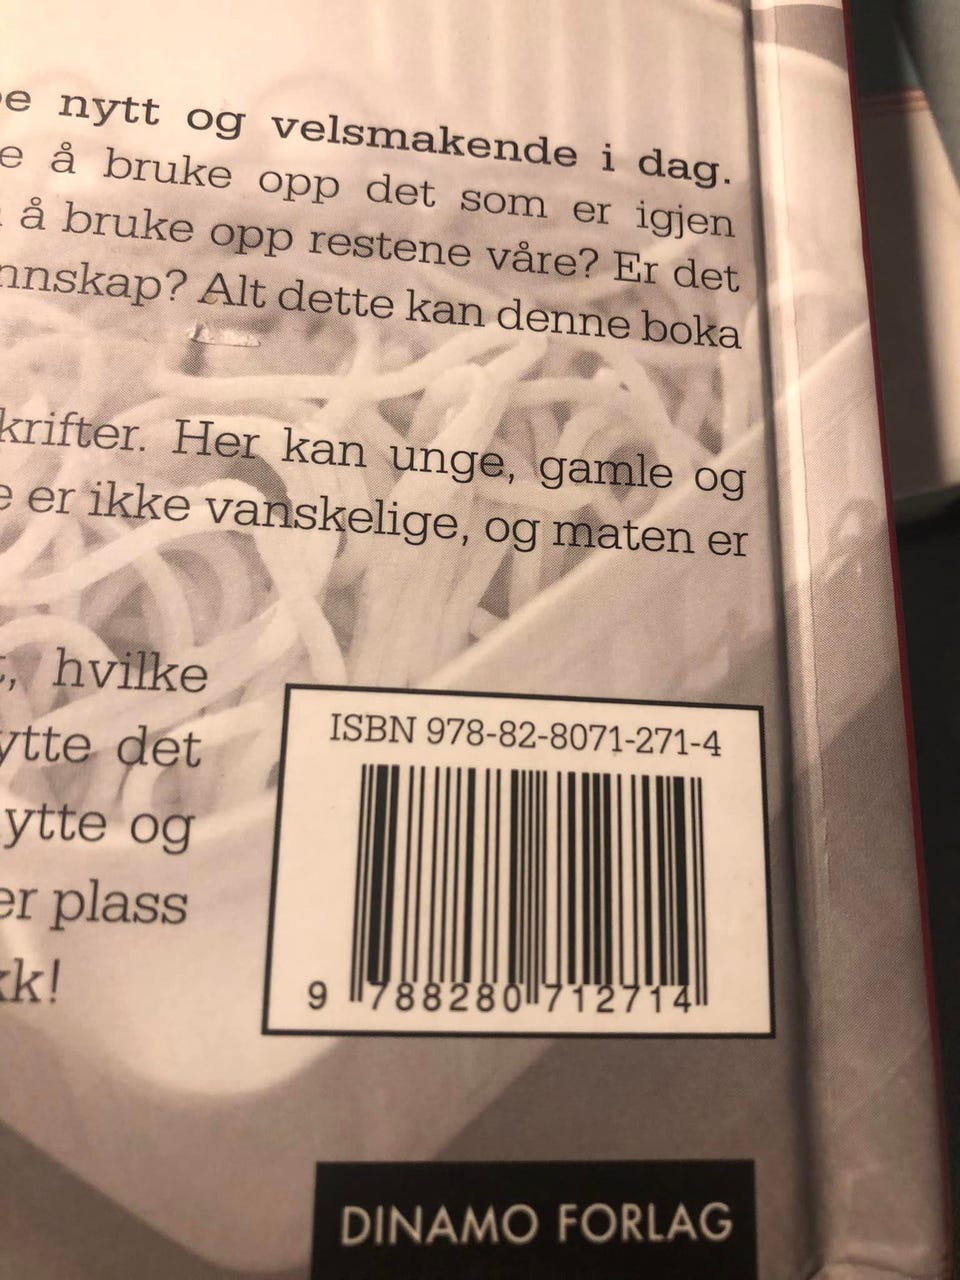 nytt og velsmakende i dag.
å bruke opp det som er igjen
å bruke opp restene våre? Er det
nnskap? Alt dette kan denne boka
krifter. Her kan unge, gamle og
er ikke vanskelige, og maten er
hvilke
ytte det
ytte og
er plass
kk!
ISBN 978-82-8071-271-4
9 788280 712714
DINAMO FORLAG